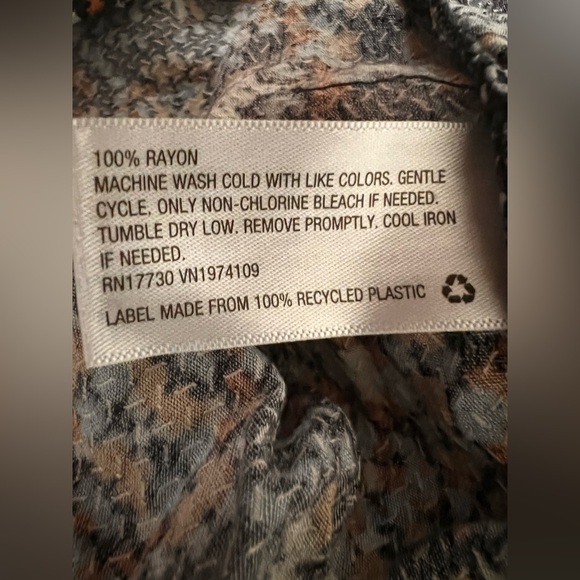 100% RAYON
MACHINE WASH COLD WITH LIKE COLORS. GENTLE
CYCLE. ONLY NON-CHLORINE BLEACH IF NEEDED.
TUMBLE DRY LOW. REMOVE PROMPTLY. COOL IRON
IF NEEDED.
RN17730 VN1974109
LABEL MADE FROM 100% RECYCLED PLASTIC